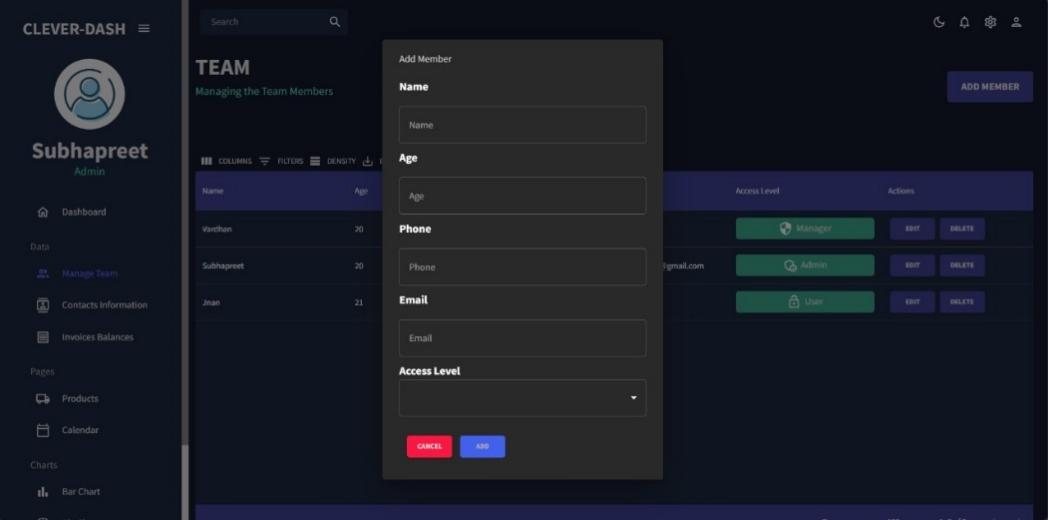 CLEVER-DASH
Search
Subhapreet
Admin
Dashboard
Data
Manage Team
Contacts Information
Invoices Balances
Pages
Products
Calendar
Charts
Bar Chart
TEAM
Managing the Team Members
ADD MEMBER
COLUMNS FILTERS DENSITY
Name Age Access Level Actions
Vardhan 20 Manager EDIT DELETE
Subhapreet 20 @gmail.com Admin EDIT DELETE
Jnan 21 User EDIT DELETE
Add Member
Name
Name
Age
Age
Phone
Phone
Email
Email
Access Level
CANCEL ADD